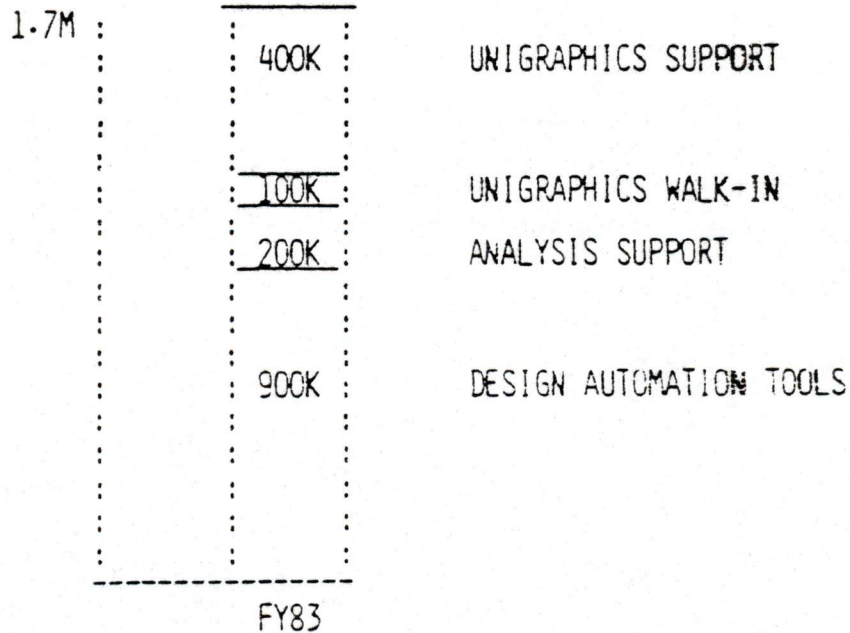 1.7M
400K UNIGRAPHICS SUPPORT
100K UNIGRAPHICS WALK-IN
200K ANALYSIS SUPPORT
900K DESIGN AUTOMATION TOOLS
FY83